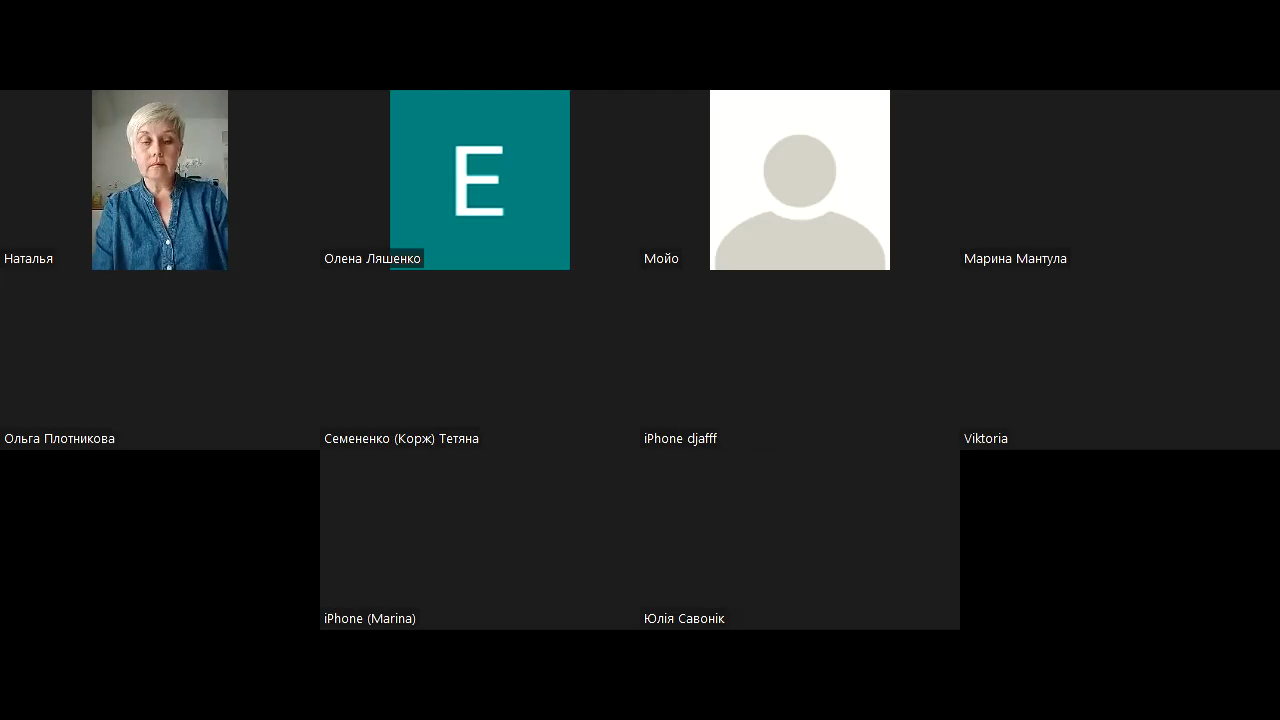 E
Наталья
Олена Ляшенко
Мойо
Марина Мантула
Ольга Плотникова
Семененко (Корж) Тетяна
iPhone djafff
Viktoria
iPhone (Marina)
Юлія Савонік